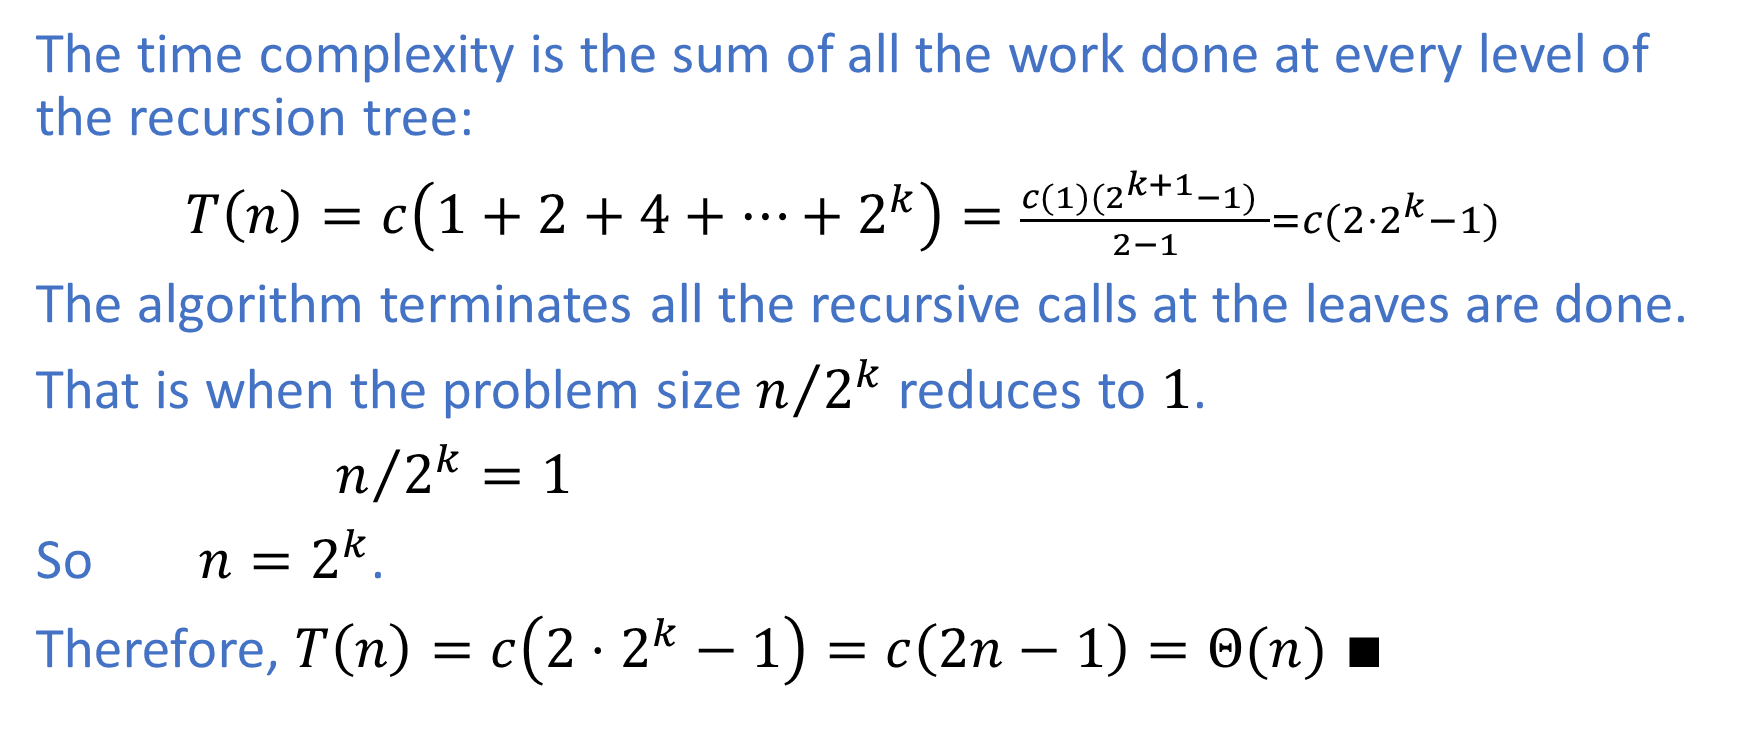 The time complexity is the sum of all the work done at every level of
the recursion tree:
T(n) = c(1 + 2 + 4 + ⋯ + 2^k) = c(1)(2^{k+1}−1)/(2−1) =c(2·2^k−1)
The algorithm terminates all the recursive calls at the leaves are done.
That is when the problem size n/2^k reduces to 1.
n/2^k = 1
So n = 2^k.
Therefore, T(n) = c(2 · 2^k − 1) = c(2n − 1) = Θ(n) ■